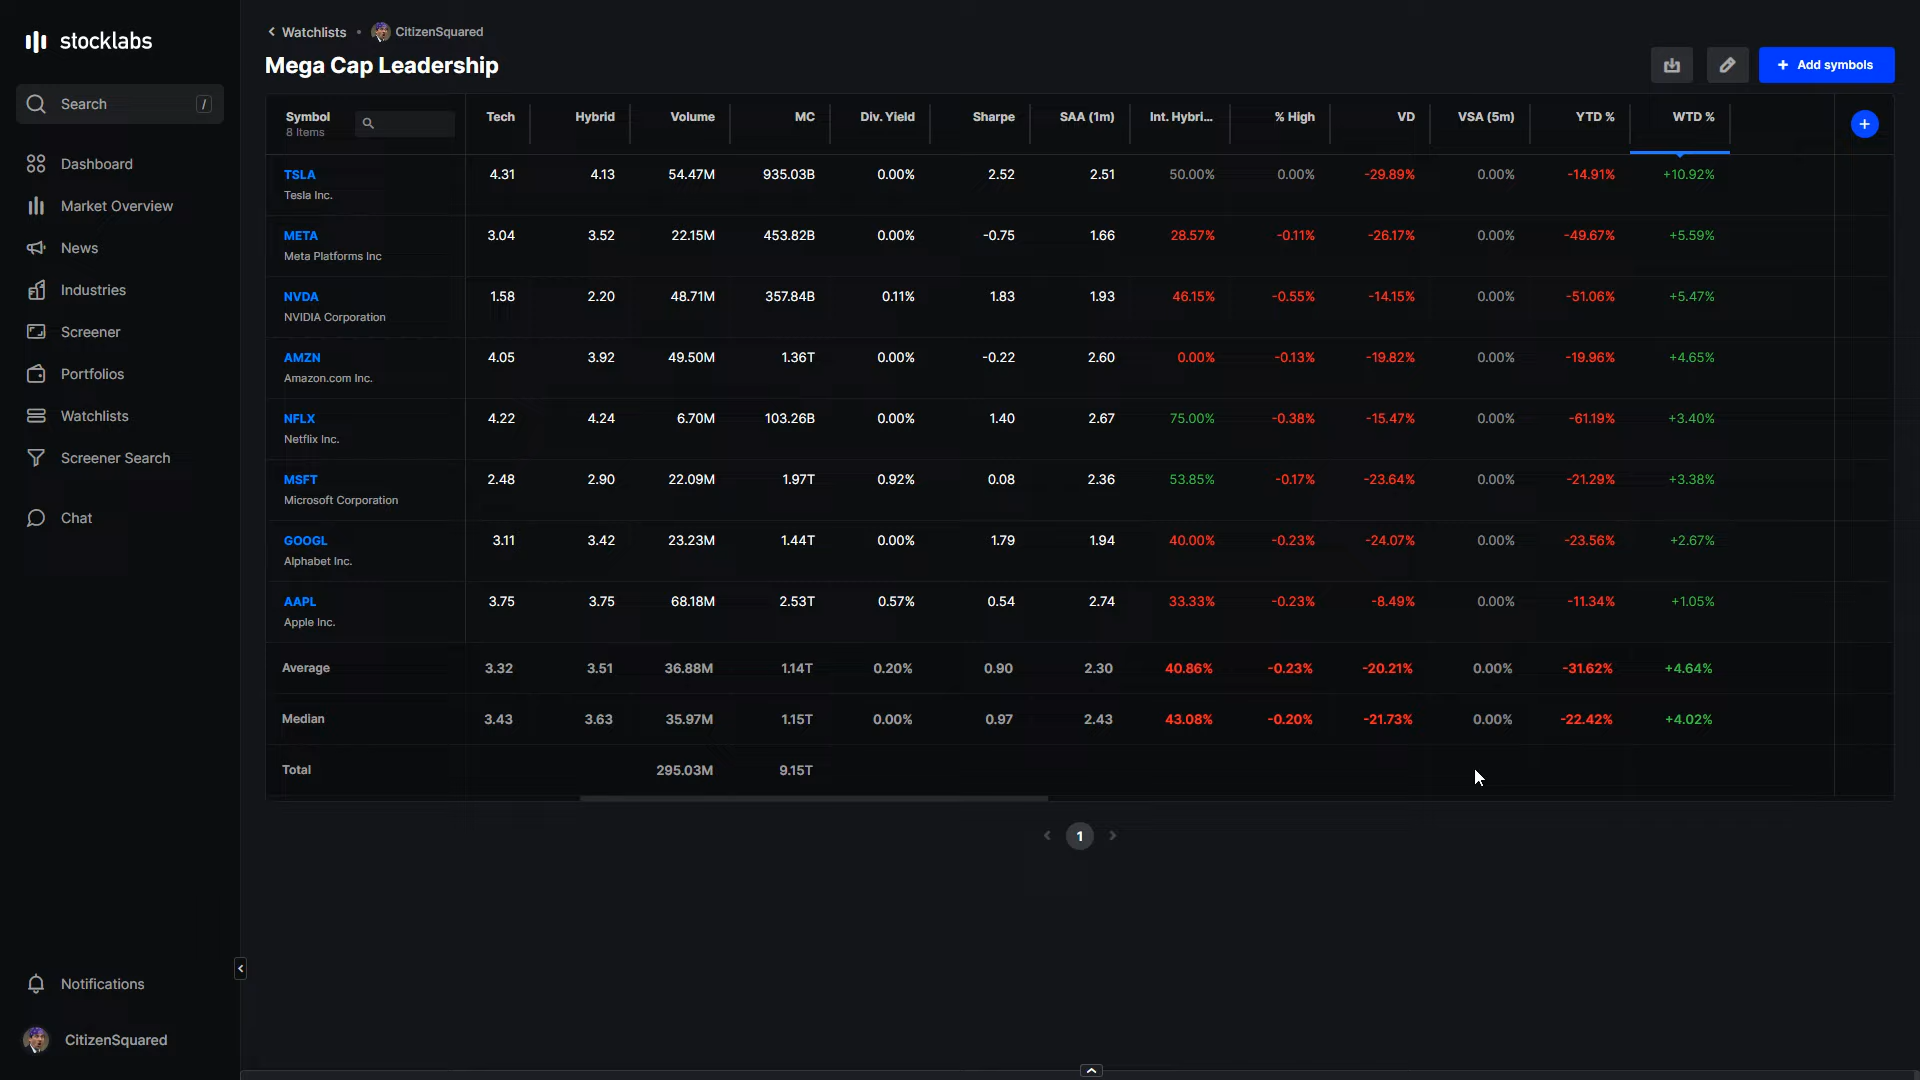 stocklabs
Search /
Dashboard
Market Overview
News
Industries
Screener
Portfolios
Watchlists
Screener Search
Chat
Notifications
CitizenSquared
Watchlists • CitizenSquared
Mega Cap Leadership
+ Add symbols
Symbol Tech Hybrid Volume MC Div. Yield Sharpe SAA (1m) Int. Hybri... % High VD VSA (5m) YTD % WTD %
8 Items
TSLA 4.31 4.13 54.47M 935.03B 0.00% 2.52 2.51 50.00% 0.00% -29.89% 0.00% -14.91% +10.92%
Tesla Inc.
META 3.04 3.52 22.15M 453.82B 0.00% -0.75 1.66 28.57% -0.11% -26.17% 0.00% -49.67% +5.59%
Meta Platforms Inc
NVDA 1.58 2.20 48.71M 357.84B 0.11% 1.83 1.93 46.15% -0.55% -14.15% 0.00% -51.06% +5.47%
NVIDIA Corporation
AMZN 4.05 3.92 49.50M 1.36T 0.00% -0.22 2.60 0.00% -0.13% -19.82% 0.00% -19.96% +4.65%
Amazon.com Inc.
NFLX 4.22 4.24 6.70M 103.26B 0.00% 1.40 2.67 75.00% -0.38% -15.47% 0.00% -61.19% +3.40%
Netflix Inc.
MSFT 2.48 2.90 22.09M 1.97T 0.92% 0.08 2.36 53.85% -0.17% -23.64% 0.00% -21.29% +3.38%
Microsoft Corporation
GOOGL 3.11 3.42 23.23M 1.44T 0.00% 1.79 1.94 40.00% -0.23% -24.07% 0.00% -23.56% +2.67%
Alphabet Inc.
AAPL 3.75 3.75 68.18M 2.53T 0.57% 0.54 2.74 33.33% -0.23% -8.49% 0.00% -11.34% +1.05%
Apple Inc.
Average 3.32 3.51 36.88M 1.14T 0.20% 0.90 2.30 40.86% -0.23% -20.21% 0.00% -31.62% +4.64%
Median 3.43 3.63 35.97M 1.15T 0.00% 0.97 2.43 43.08% -0.20% -21.73% 0.00% -22.42% +4.02%
Total 295.03M 9.15T
1